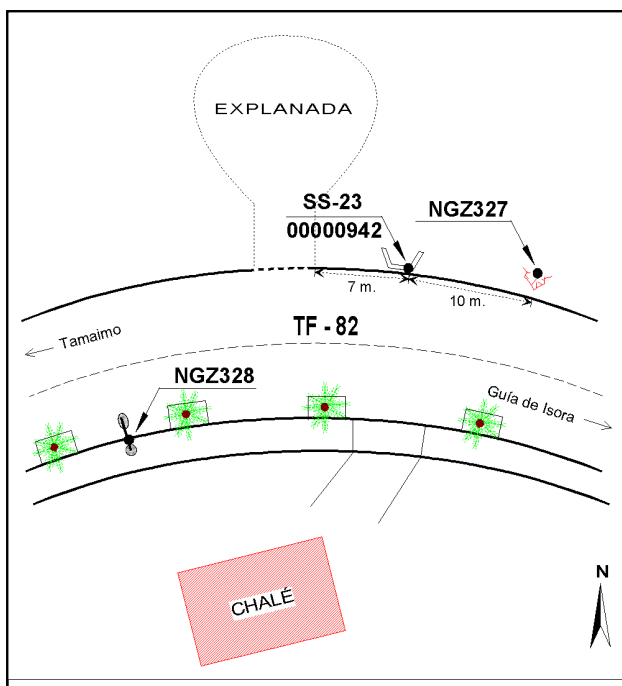 EXPLANADA
SS-23
00000942
NGZ327
7 m.
10 m.
Tamaimo
TF - 82
NGZ328
Guía de Isora
CHALÉ
N